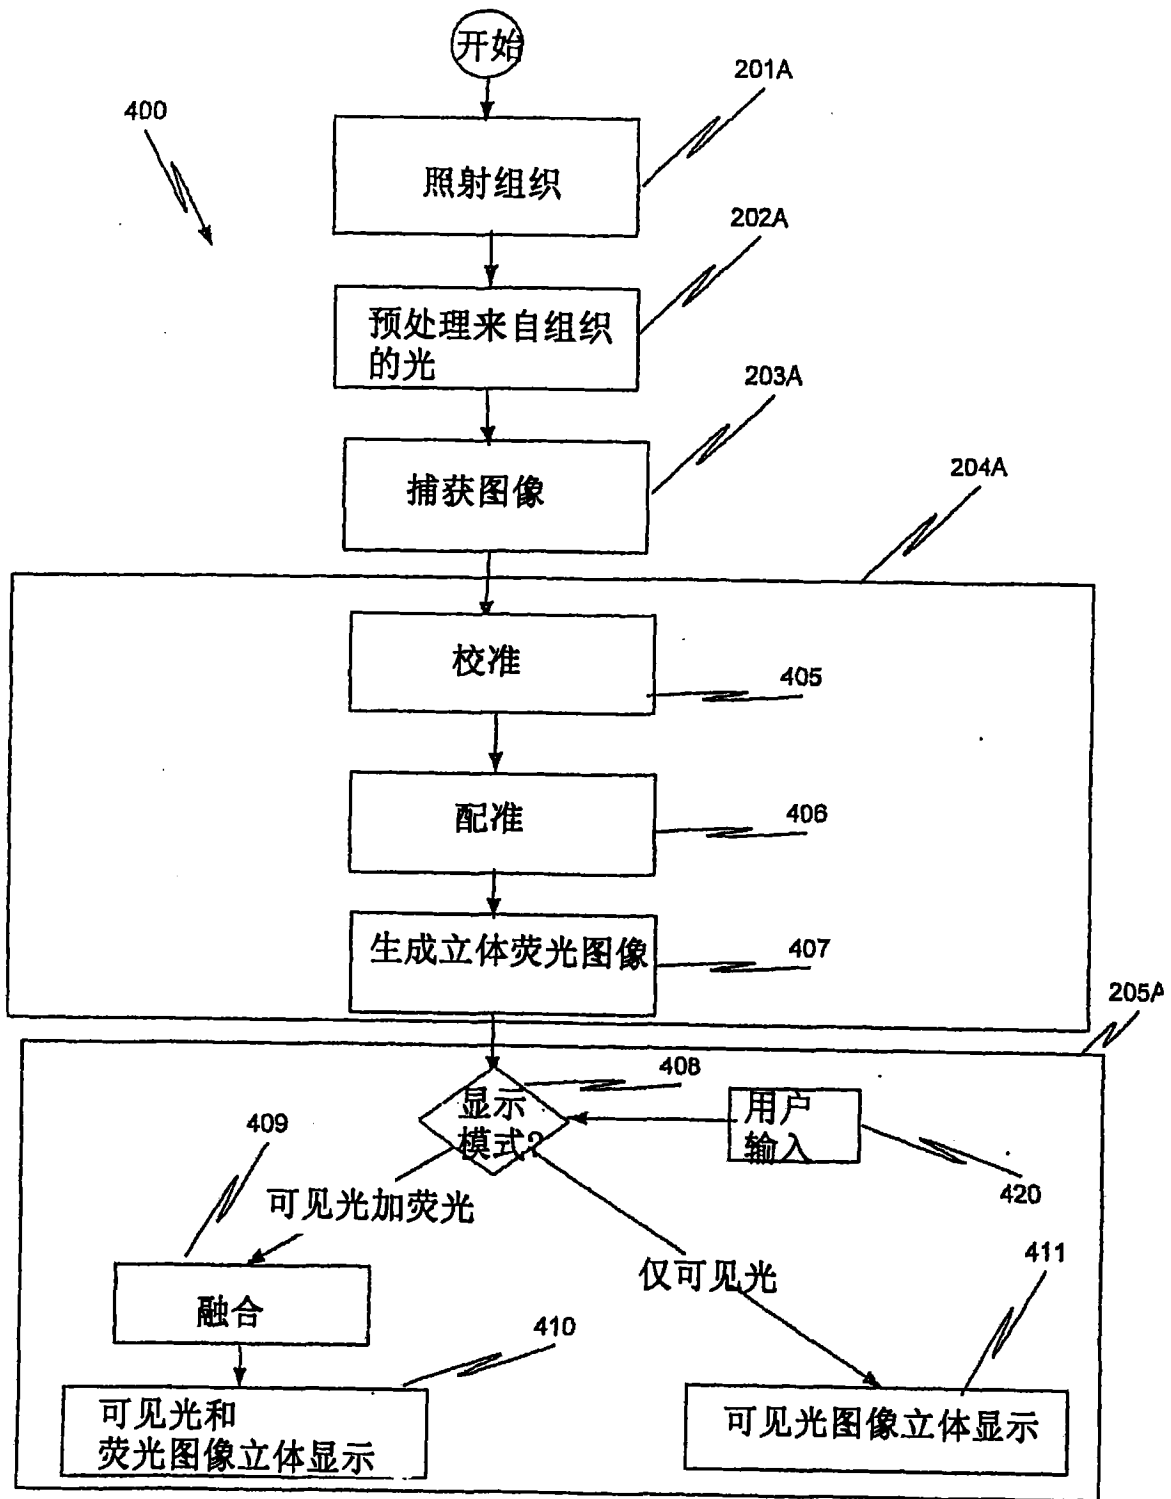 开始
201A
400
照射组织
202A
预处理来自组织
的光
203A
捕获图像
204A
校准
405
配准
406
生成立体荧光图像
407
205A
408
显示
模式?
用户
输入
409
420
可见光加荧光
411
仅可见光
融合
410
可见光和
荧光图像立体显示
可见光图像立体显示